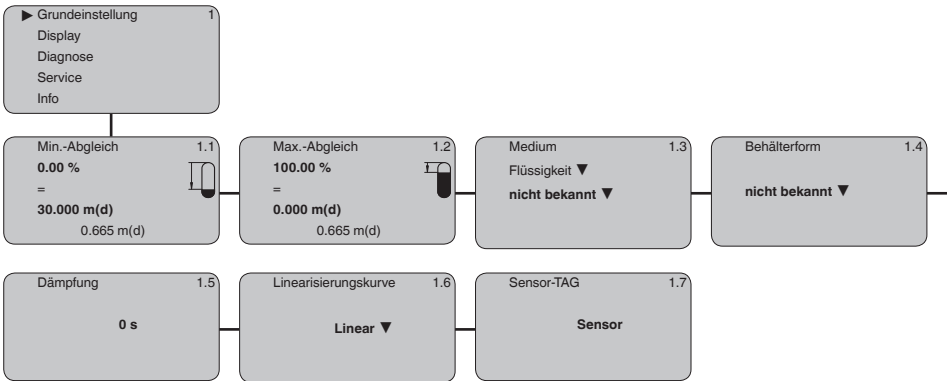 ▶ Grundeinstellung 1
Display
Diagnose
Service
Info
Min.-Abgleich 1.1
0.00 %
=
30.000 m(d)
0.665 m(d)
Max.-Abgleich 1.2
100.00 %
=
0.000 m(d)
0.665 m(d)
Medium 1.3
Flüssigkeit ▼
nicht bekannt ▼
Behälterform 1.4
nicht bekannt ▼
Dämpfung 1.5
0 s
Linearisierungskurve 1.6
Linear ▼
Sensor-TAG 1.7
Sensor